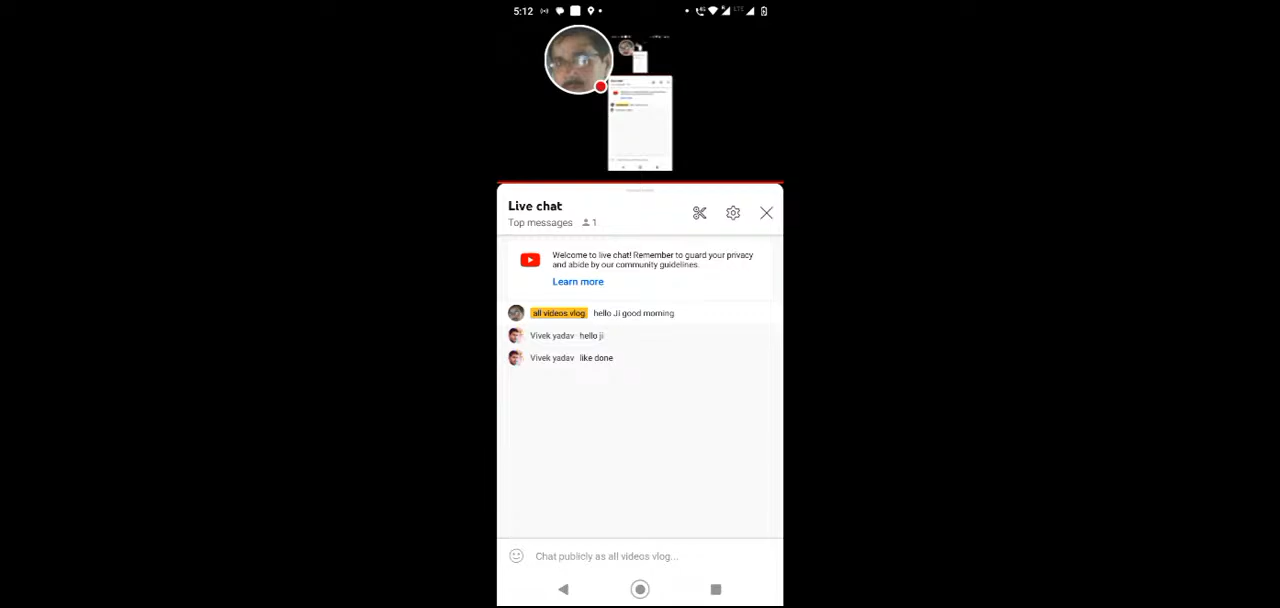 5:12
LTE
Live chat
Top messages 1
Welcome to live chat! Remember to guard your privacy
and abide by our community guidelines.
Learn more
all videos vlog hello Ji good morning
Vivek yadav hello ji
Vivek yadav like done
Chat publicly as all videos vlog...